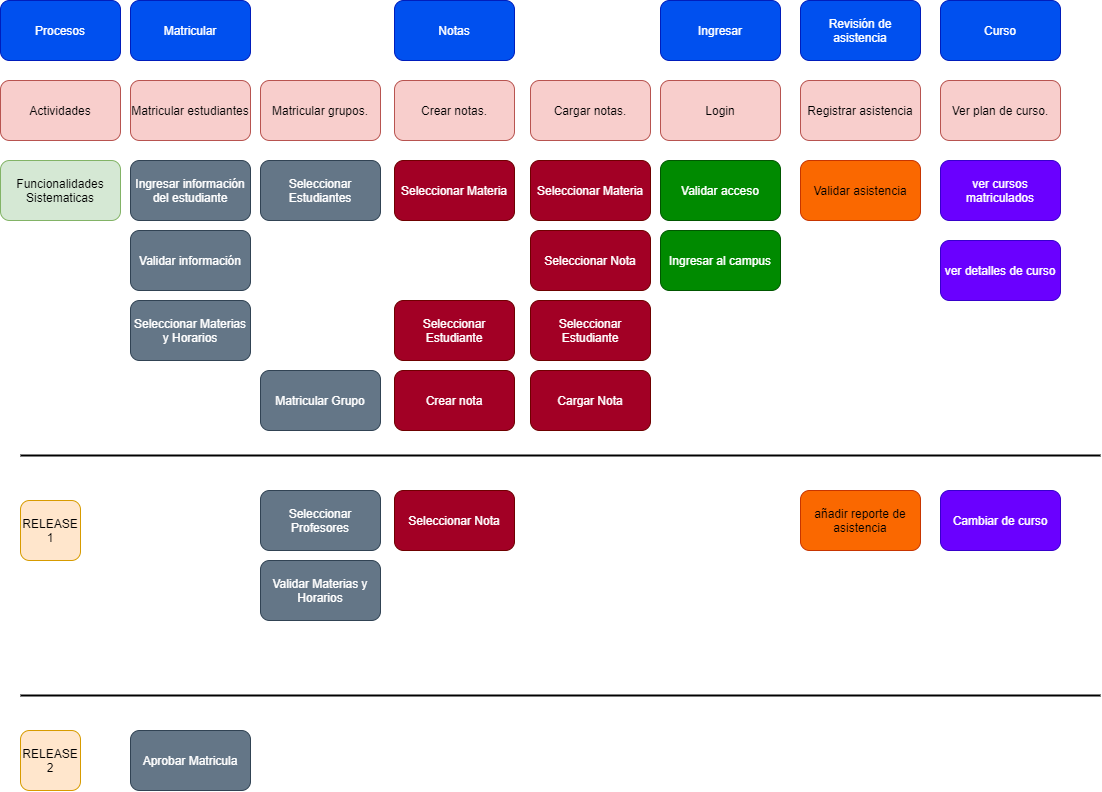 Procesos
Matricular
Notas
Ingresar
Revisión de
asistencia
Curso
Actividades
Matricular estudiantes
Matricular grupos.
Crear notas.
Cargar notas.
Login
Registrar asistencia
Ver plan de curso.
Funcionalidades
Sistematicas
Ingresar información
del estudiante
Seleccionar
Estudiantes
Seleccionar Materia
Seleccionar Materia
Validar acceso
Validar asistencia
ver cursos
matriculados
Validar información
Seleccionar Nota
Ingresar al campus
ver detalles de curso
Seleccionar Materias
y Horarios
Seleccionar
Estudiante
Seleccionar
Estudiante
Matricular Grupo
Crear nota
Cargar Nota
RELEASE
1
Seleccionar
Profesores
Seleccionar Nota
añadir reporte de
asistencia
Cambiar de curso
Validar Materias y
Horarios
RELEASE
2
Aprobar Matricula